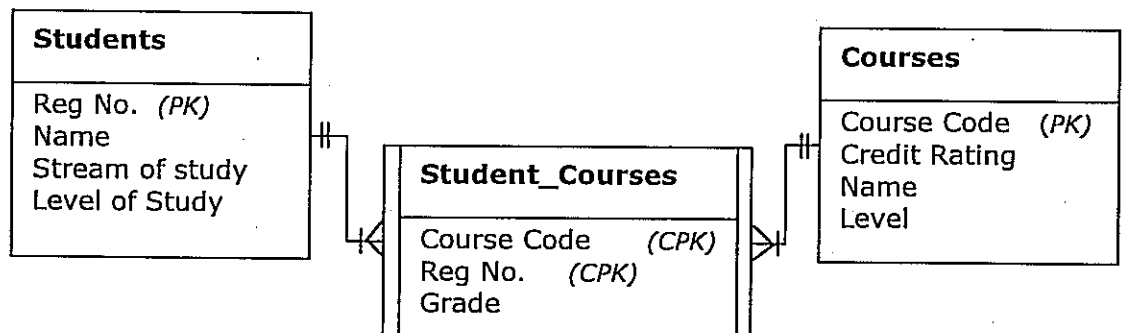 Students
Reg No. (PK)
Name
Stream of study
Level of Study
Student_Courses
Course Code (CPK)
Reg No. (CPK)
Grade
Courses
Course Code (PK)
Credit Rating
Name
Level